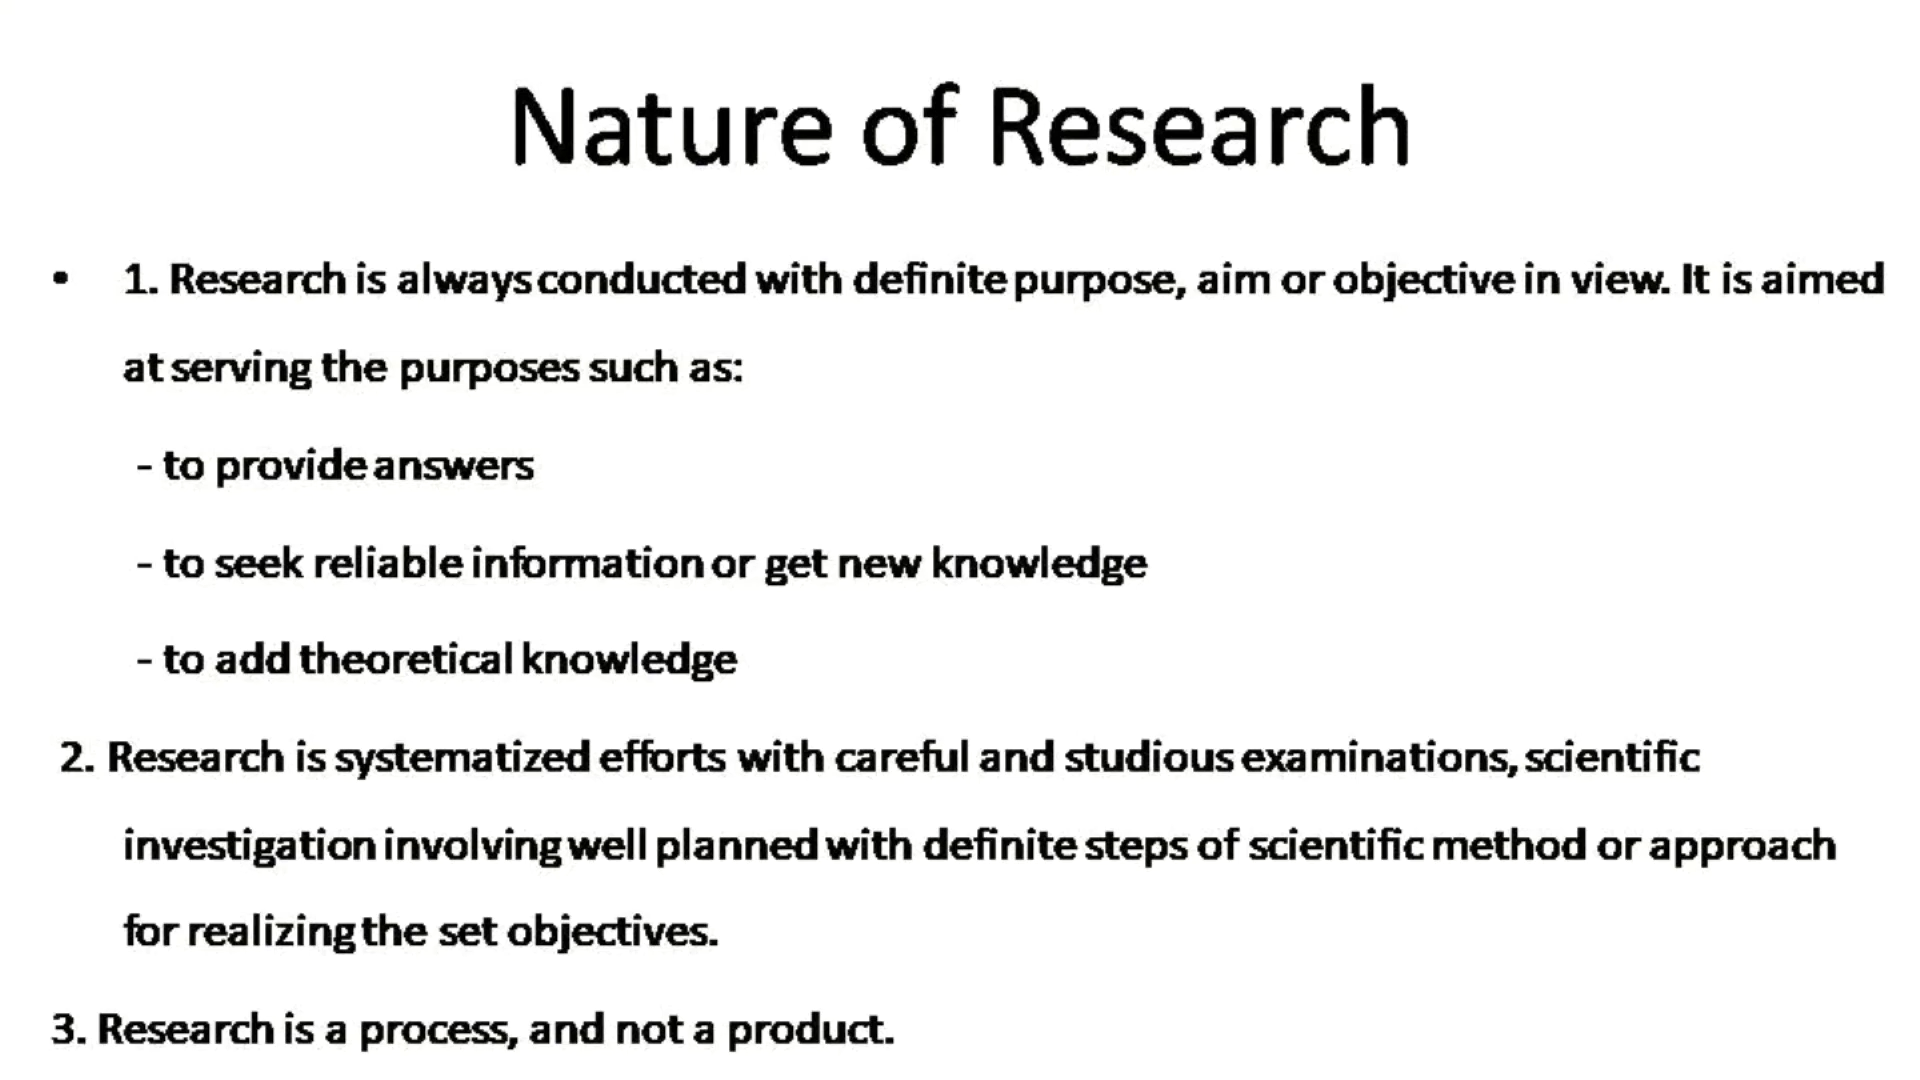 Nature of Research
• 1. Research is always conducted with definite purpose, aim or objective in view. It is aimed
at serving the purposes such as:
- to provide answers
- to seek reliable information or get new knowledge
- to add theoretical knowledge
2. Research is systematized efforts with careful and studious examinations, scientific
investigation involving well planned with definite steps of scientific method or approach
for realizing the set objectives.
3. Research is a process, and not a product.